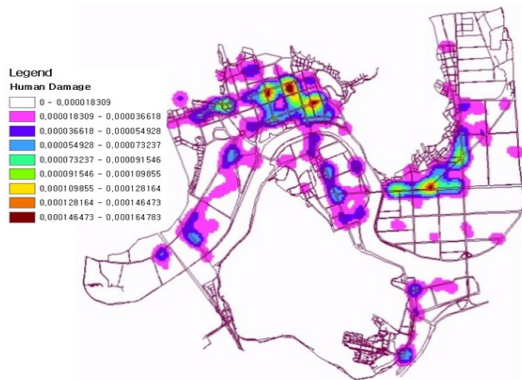 Legend
Human Damage
0 - 0,000018309
0,000018309 - 0,000036618
0,000036618 - 0,000054928
0,000054928 - 0,000073237
0,000073237 - 0,000091546
0,000091546 - 0,000109855
0,000109855 - 0,000128164
0,000128164 - 0,000146473
0,000146473 - 0,000164783